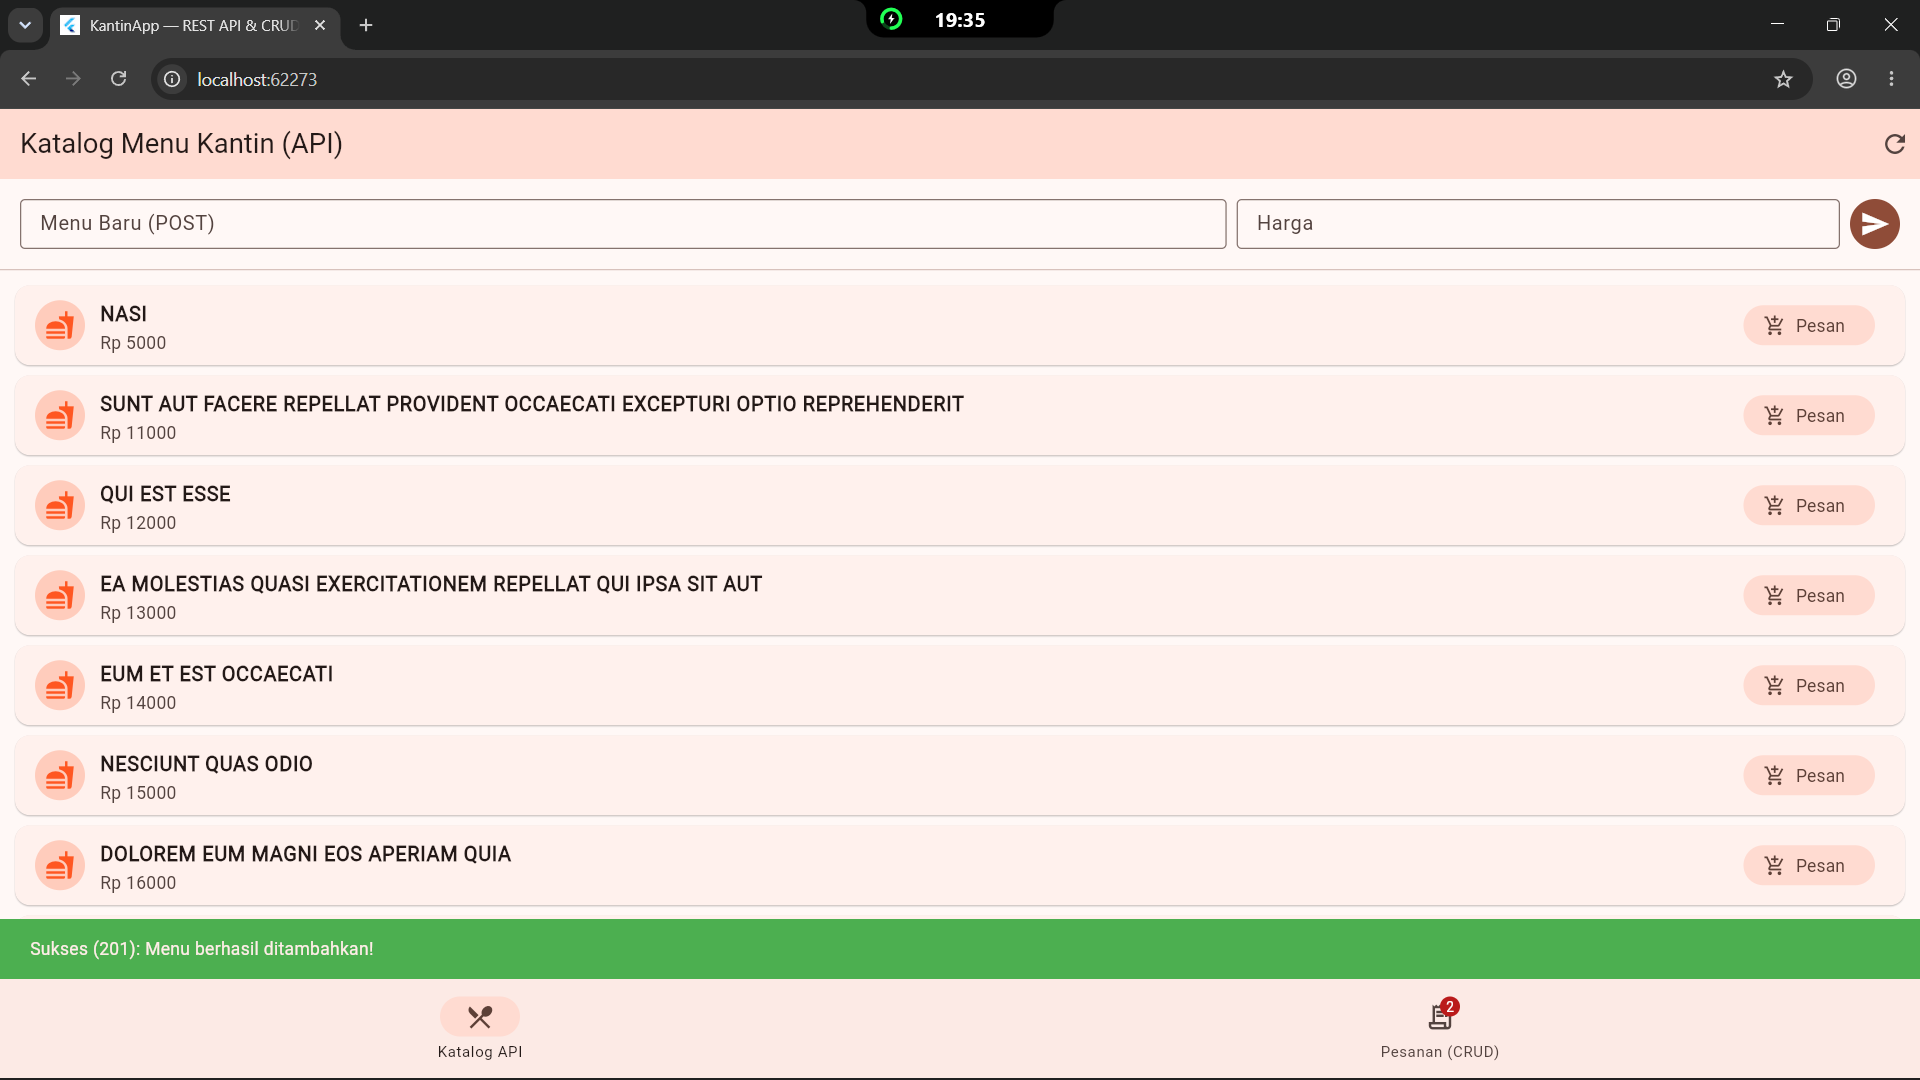 KantinApp — REST API & CRUD
19:35
localhost:62273
Katalog Menu Kantin (API)
Menu Baru (POST)
Harga
NASI
Rp 5000
Pesan
SUNT AUT FACERE REPELLAT PROVIDENT OCCAECATI EXCEPTURI OPTIO REPREHENDERIT
Rp 11000
Pesan
QUI EST ESSE
Rp 12000
Pesan
EA MOLESTIAS QUASI EXERCITATIONEM REPELLAT QUI IPSA SIT AUT
Rp 13000
Pesan
EUM ET EST OCCAECATI
Rp 14000
Pesan
NESCIUNT QUAS ODIO
Rp 15000
Pesan
DOLOREM EUM MAGNI EOS APERIAM QUIA
Rp 16000
Pesan
Sukses (201): Menu berhasil ditambahkan!
Katalog API
2
Pesanan (CRUD)